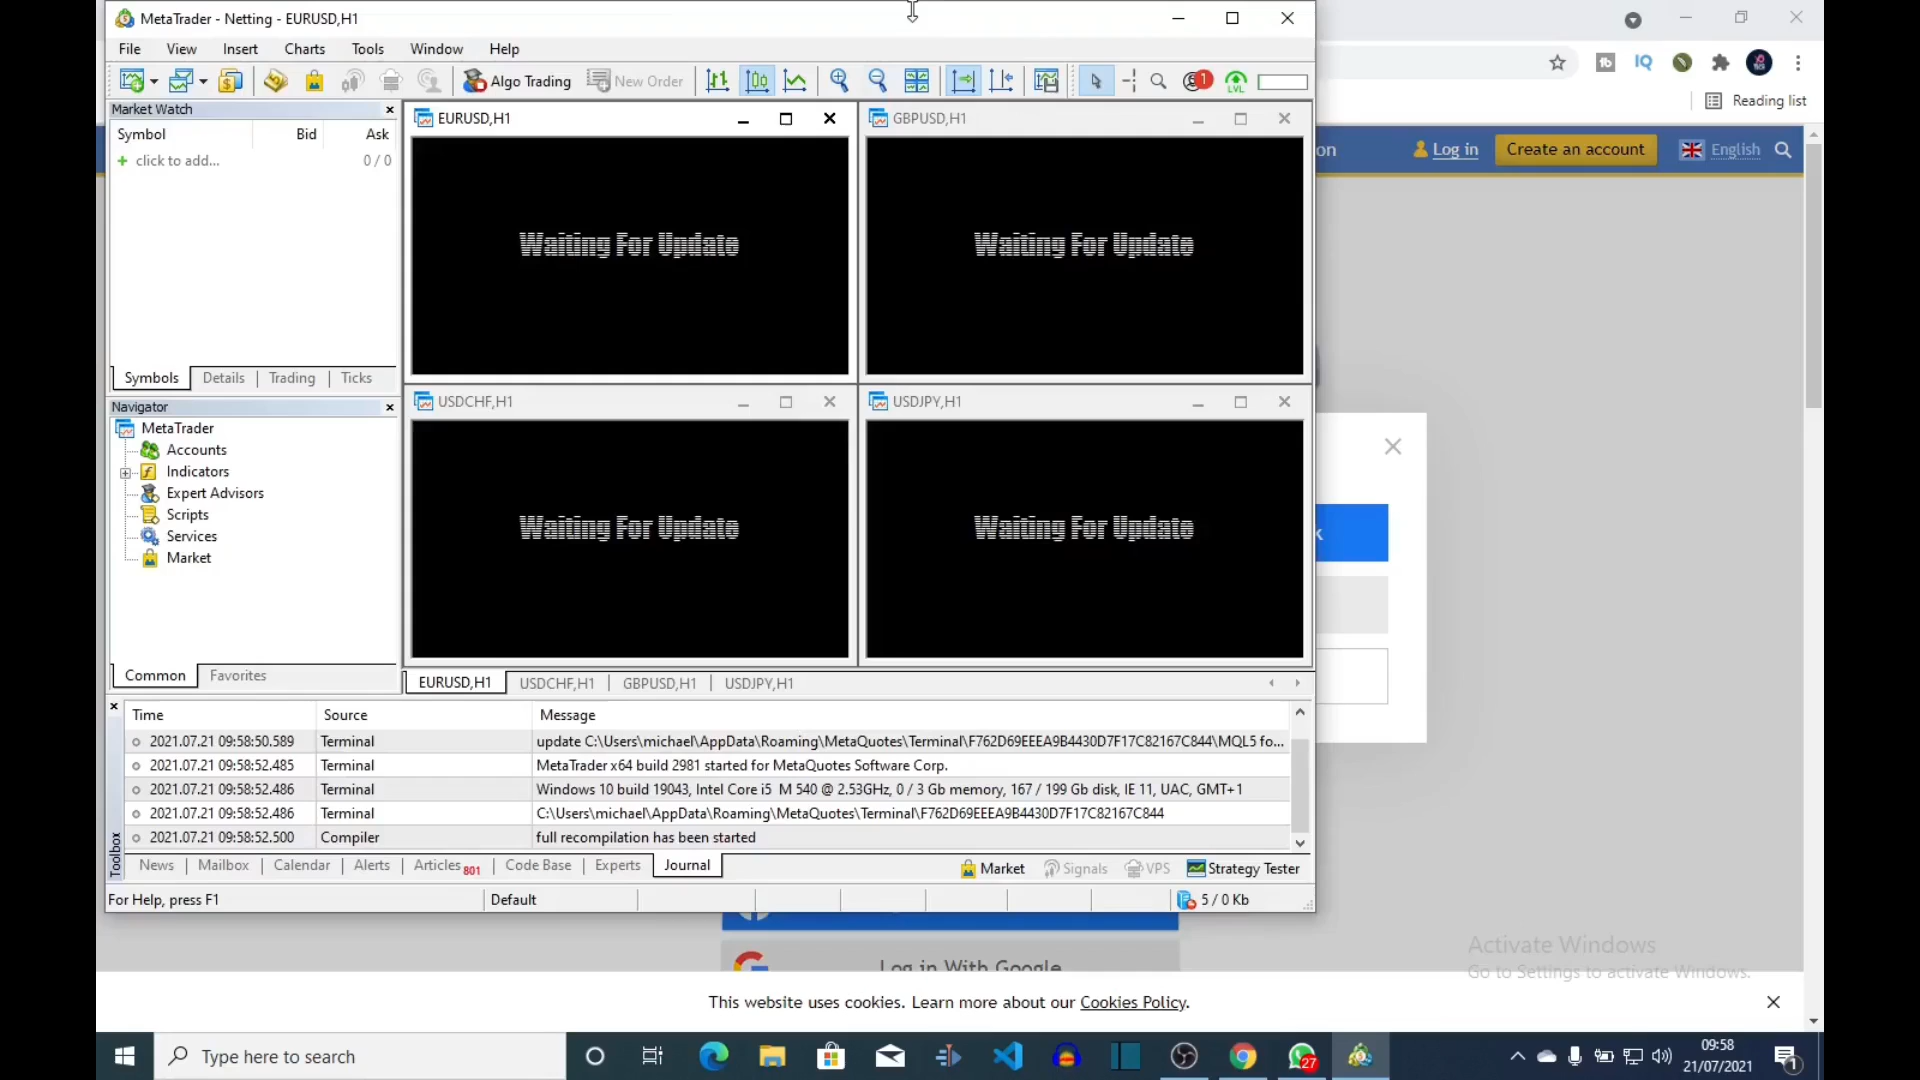 MetaTrader - Netting - EURUSD,H1
File View Insert Charts Tools Window Help
Algo Trading New Order 1 LVL
Reading list
Market Watch
Symbol Bid Ask
click to add... 0 / 0
Symbols Details Trading Ticks
EURUSD,H1
Waiting For Update
GBPUSD,H1
Waiting For Update
on Log in Create an account English
Navigator
MetaTrader
Accounts
Indicators
Expert Advisors
Scripts
Services
Market
Common Favorites
USDCHF,H1
Waiting For Update
USDJPY,H1
Waiting For Update
k
EURUSD,H1 USDCHF,H1 GBPUSD,H1 USDJPY,H1
Toolbox
Time Source Message
2021.07.21 09:58:50.589 Terminal update C:\Users\michael\AppData\Roaming\MetaQuotes\Terminal\F762D69EEEA9B4430D7F17C82167C844\MQL5 fo...
2021.07.21 09:58:52.485 Terminal MetaTrader x64 build 2981 started for MetaQuotes Software Corp.
2021.07.21 09:58:52.486 Terminal Windows 10 build 19043, Intel Core i5 M 540 @ 2.53GHz, 0 / 3 Gb memory, 167 / 199 Gb disk, IE 11, UAC, GMT+1
2021.07.21 09:58:52.486 Terminal C:\Users\michael\AppData\Roaming\MetaQuotes\Terminal\F762D69EEEA9B4430D7F17C82167C844
2021.07.21 09:58:52.500 Compiler full recompilation has been started
News Mailbox Calendar Alerts Articles 801 Code Base Experts Journal Market Signals VPS Strategy Tester
For Help, press F1 Default 5 / 0 Kb
Log in With Google
Activate Windows
Go to Settings to activate Windows.
This website uses cookies. Learn more about our Cookies Policy.
Type here to search
27
09:58
21/07/2021
1